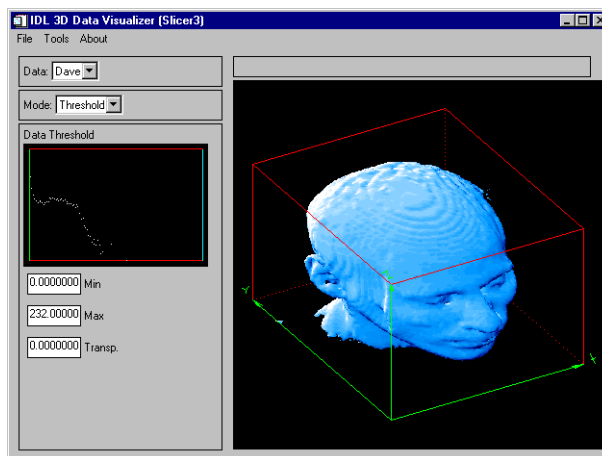 IDL 3D Data Visualizer (Slicer3)
File Tools About
Data: Dave
Mode: Threshold
Data Threshold
0.0000000 Min
232.00000 Max
0.0000000 Transp.
Y
X